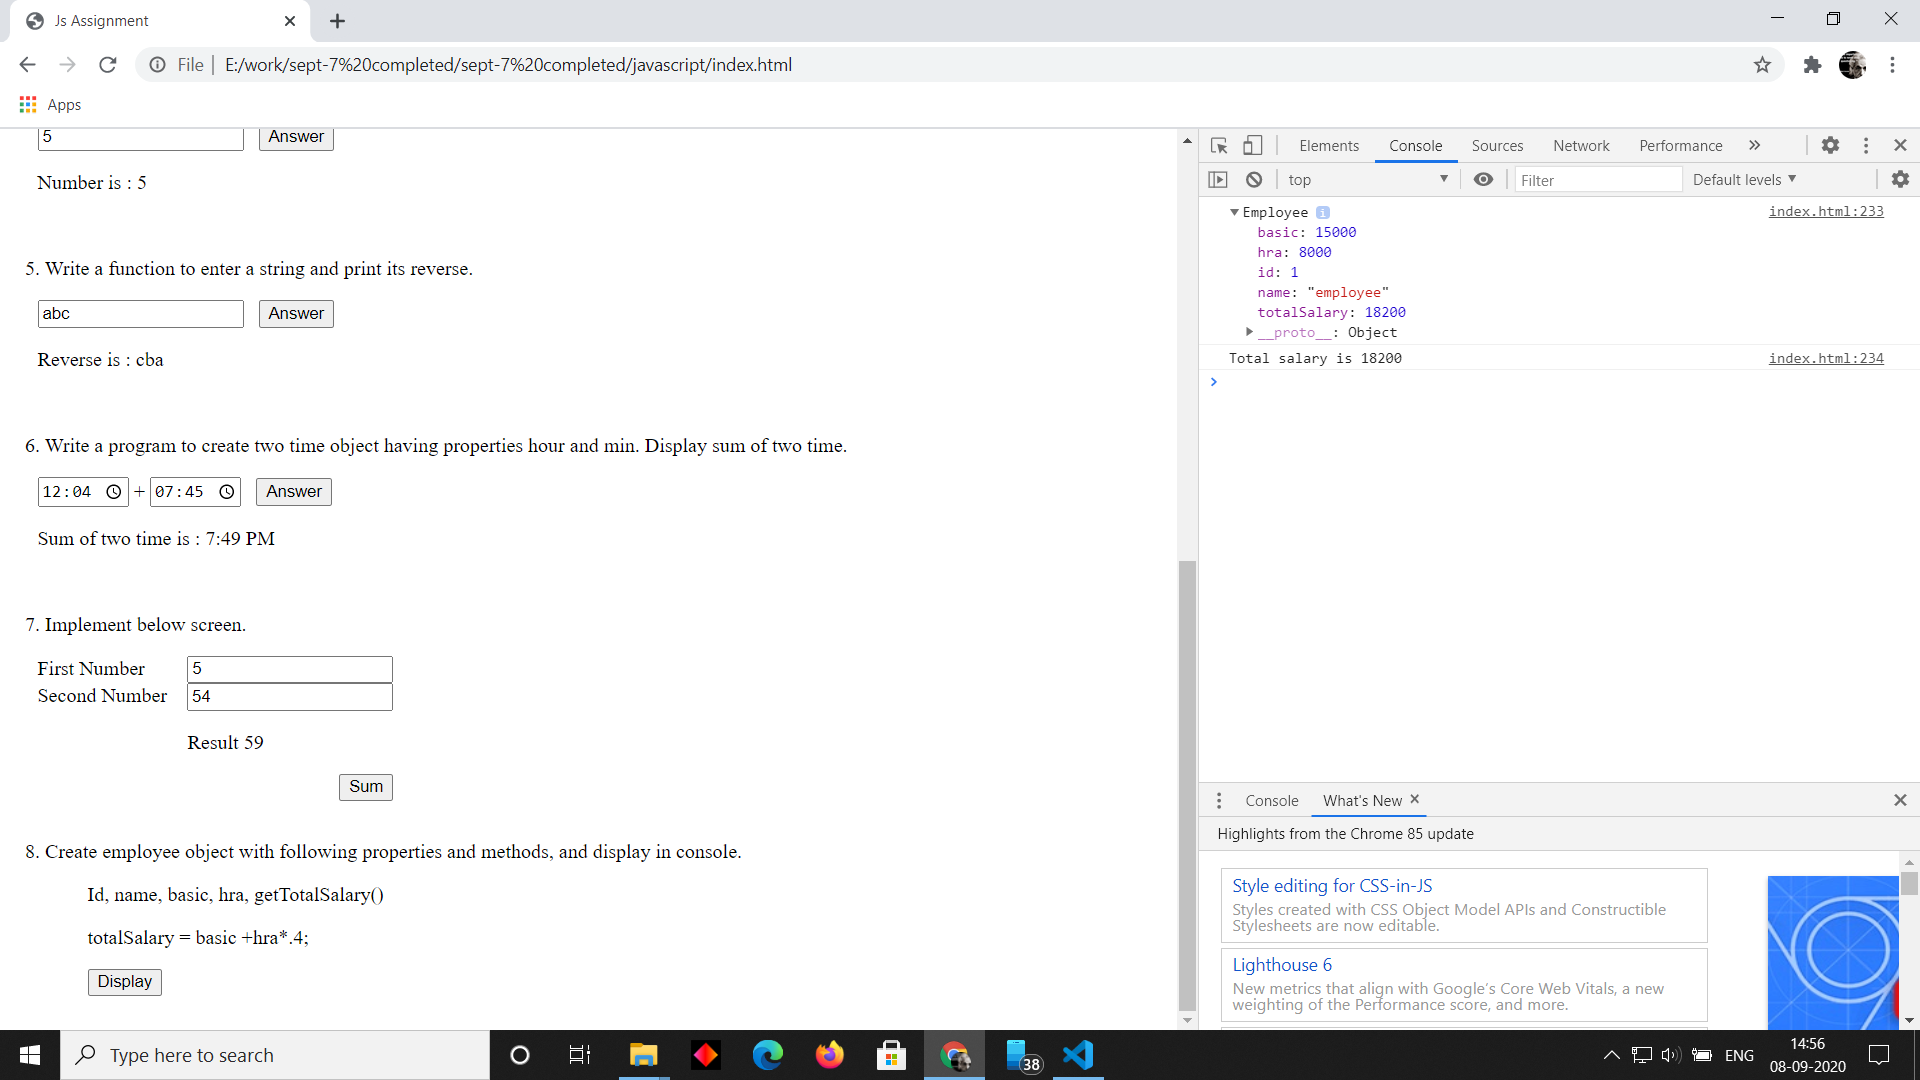 Js Assignment
File | E:/work/sept-7%20completed/sept-7%20completed/javascript/index.html
Apps
5 Answer
Number is : 5
5. Write a function to enter a string and print its reverse.
abc Answer
Reverse is : cba
6. Write a program to create two time object having properties hour and min. Display sum of two time.
12:04 + 07:45 Answer
Sum of two time is : 7:49 PM
7. Implement below screen.
First Number 5
Second Number 54
Result 59
Sum
8. Create employee object with following properties and methods, and display in console.
Id, name, basic, hra, getTotalSalary()
totalSalary = basic +hra*.4;
Display
Elements Console Sources Network Performance »
top Filter Default levels
Employee i index.html:233
basic: 15000
hra: 8000
id: 1
name: "employee"
totalSalary: 18200
__proto__: Object
Total salary is 18200 index.html:234
Console What's New
Highlights from the Chrome 85 update
Style editing for CSS-in-JS
Styles created with CSS Object Model APIs and Constructible
Stylesheets are now editable.
Lighthouse 6
New metrics that align with Google's Core Web Vitals, a new
weighting of the Performance score, and more.
Type here to search
38
ENG
14:56
08-09-2020